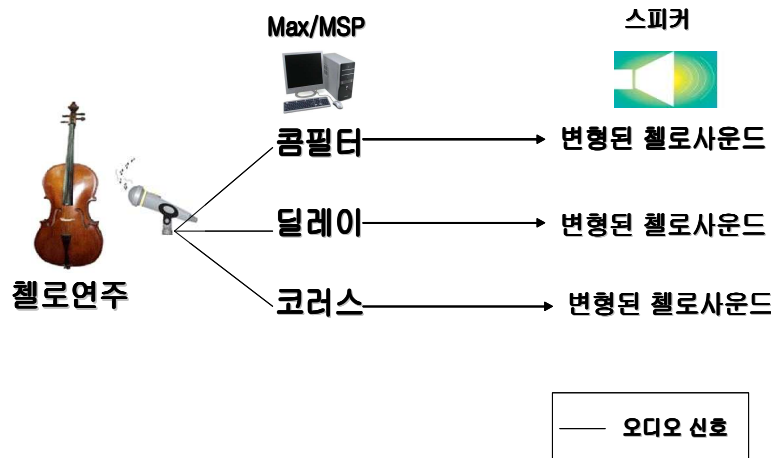 Max/MSP
스피커
콤필터
변형된 첼로사운드
딜레이
변형된 첼로사운드
첼로연주
코러스
변형된 첼로사운드
오디오 신호